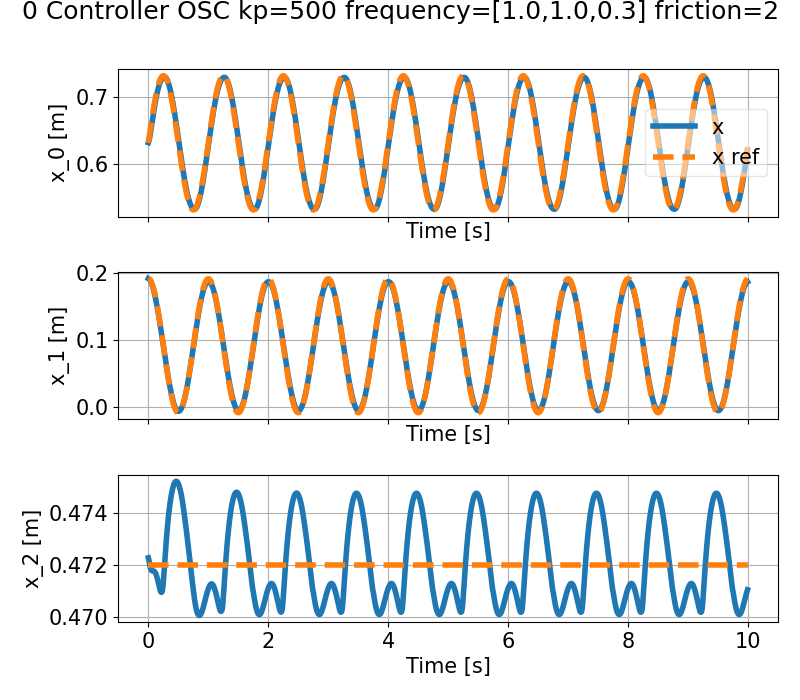 0 Controller OSC kp=500 frequency=[1.0,1.0,0.3] friction=2
0.7
0.6
x_0 [m]
x
x ref
Time [s]
0.2
0.1
0.0
x_1 [m]
Time [s]
0.474
0.472
0.470
x_2 [m]
0 2 4 6 8 10
Time [s]